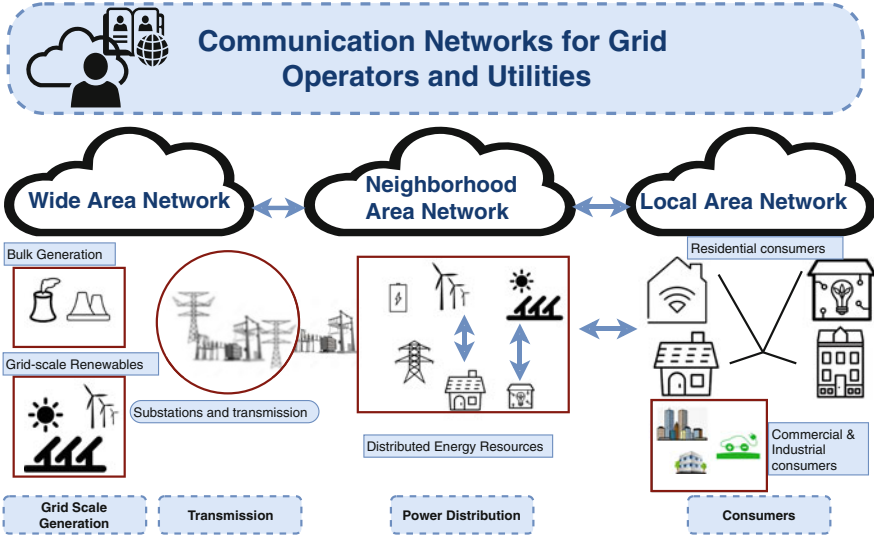 Communication Networks for Grid
Operators and Utilities
Wide Area Network
Neighborhood
Area Network
Local Area Network
Bulk Generation
Residential consumers
Grid-scale Renewables
Substations and transmission
Distributed Energy Resources
Commercial &
Industrial
consumers
Grid Scale
Generation
Transmission
Power Distribution
Consumers